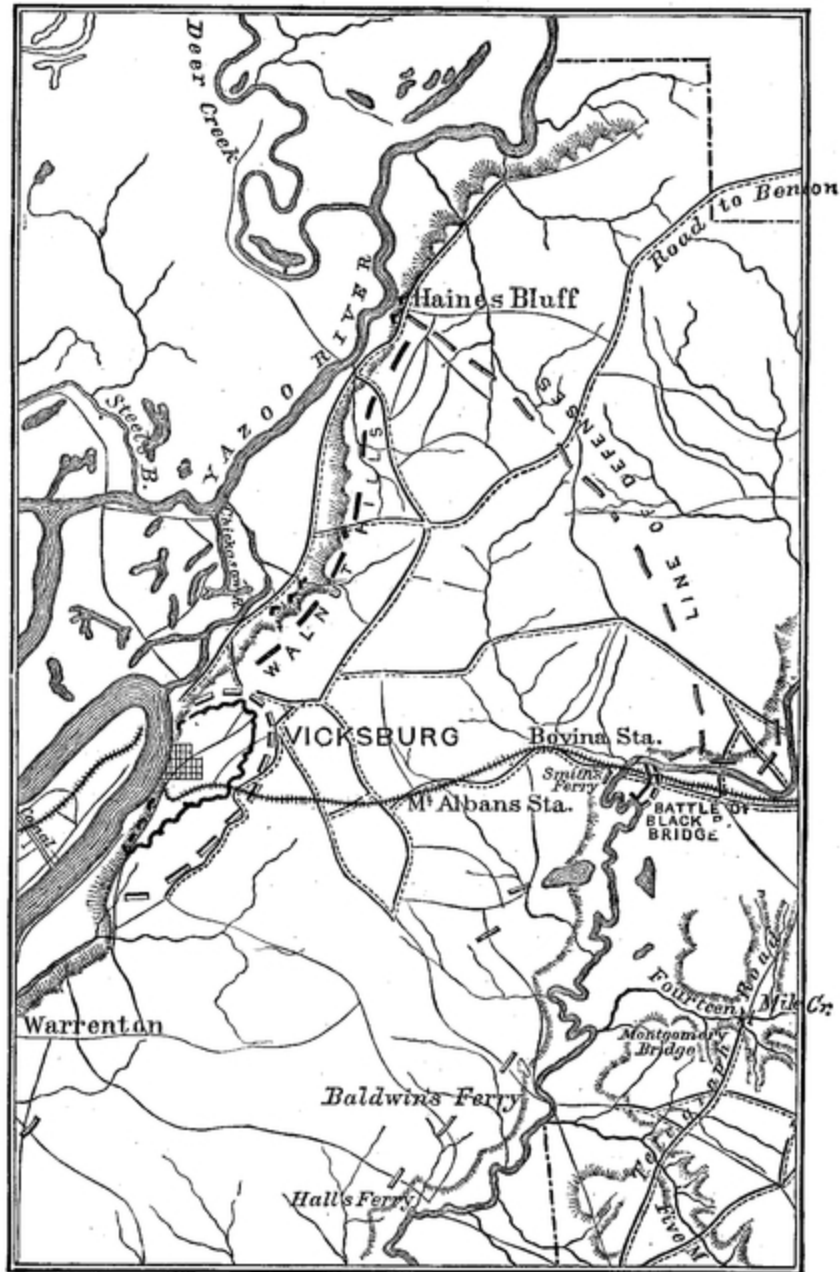 Deer Creek
Road to Benton
Haines Bluff
YAZOO RIVER
Steel's B.
LINE OF DEFENSES
WALNUT HILLS
VICKSBURG
Bovina Sta.
Smith's
Ferry
Mt Albans Sta.
BATTLE OF
BLACK
BRIDGE
Canal
Fourteen Mile Cr.
Telegraph Road
Warrenton
Montgomery
Bridge
Baldwin's Ferry
Hall's Ferry
Five M